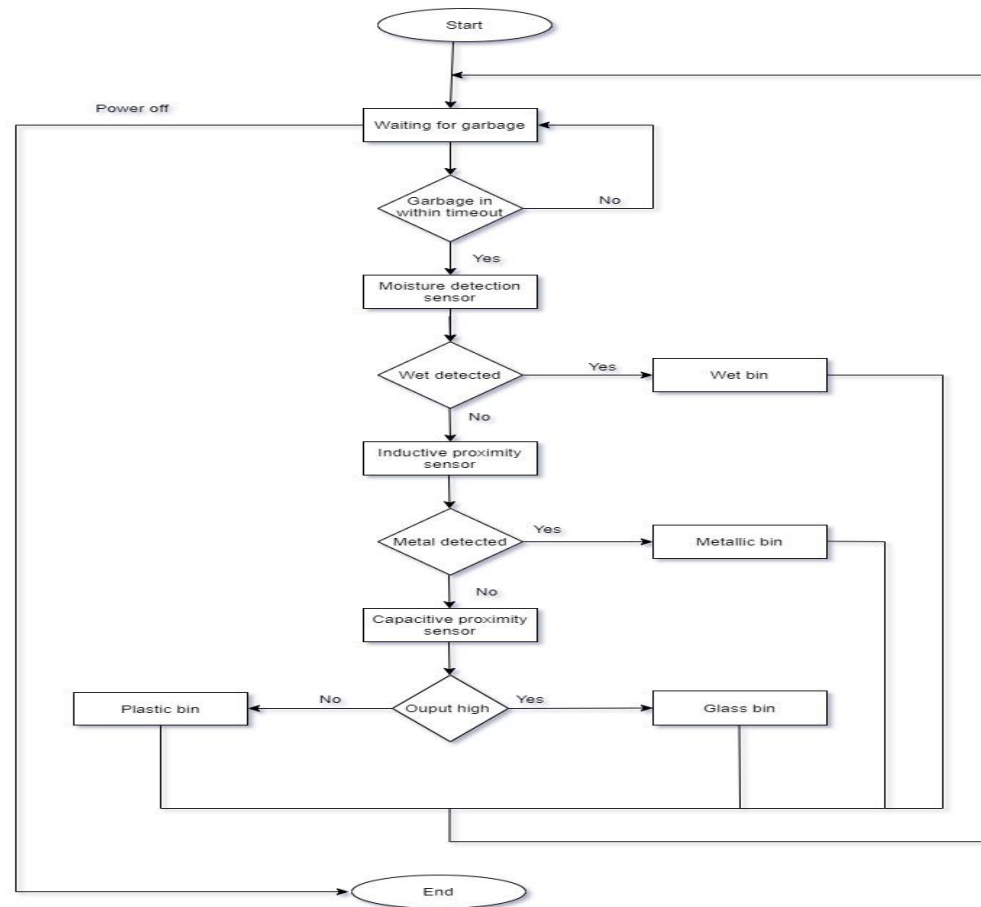 Start
Power off
Waiting for garbage
Garbage in
within timeout
No
Yes
Moisture detection
sensor
Wet detected
Yes
Wet bin
No
Inductive proximity
sensor
Metal detected
Yes
Metallic bin
No
Capacitive proximity
sensor
Plastic bin
No
Ouput high
Yes
Glass bin
End